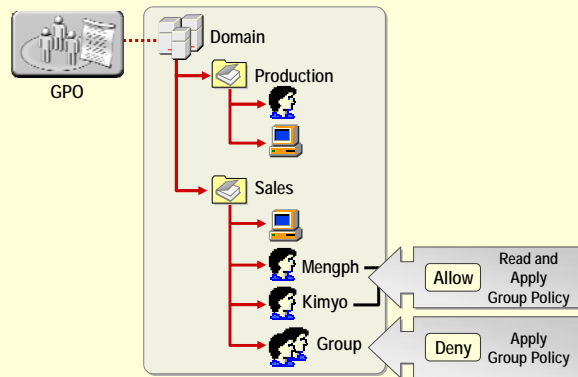 GPO
Domain
Production
Sales
Mengph
Kimyo
Group
Allow
Read and
Apply
Group Policy
Deny
Apply
Group Policy